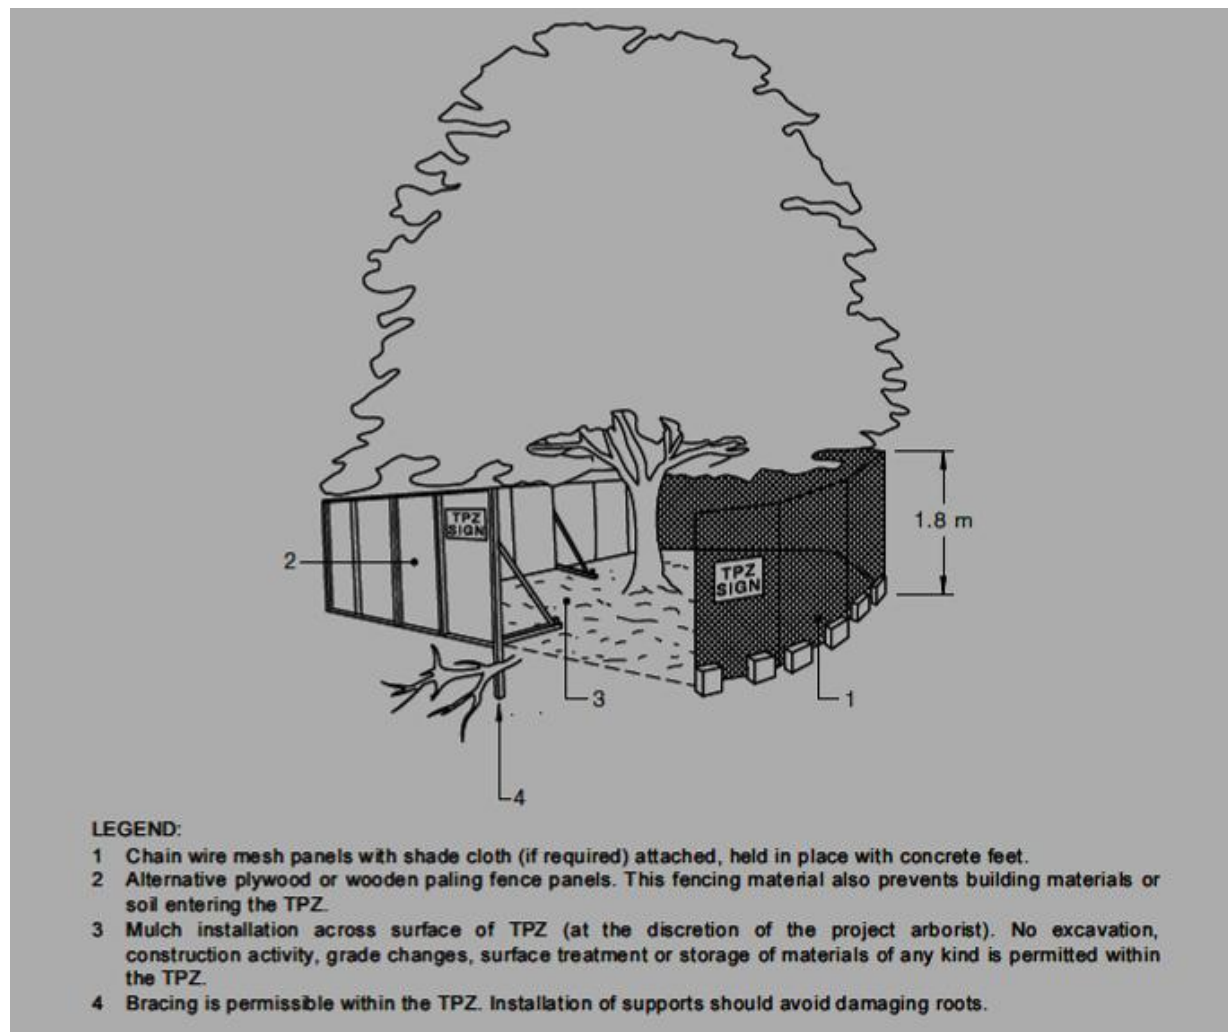 TPZ
SIGN
1.8 m
2
TPZ
SIGN
3
1
4
LEGEND:
1 Chain wire mesh panels with shade cloth (if required) attached, held in place with concrete feet.
2 Alternative plywood or wooden paling fence panels. This fencing material also prevents building materials or
soil entering the TPZ.
3 Mulch installation across surface of TPZ (at the discretion of the project arborist). No excavation,
construction activity, grade changes, surface treatment or storage of materials of any kind is permitted within
the TPZ.
4 Bracing is permissible within the TPZ. Installation of supports should avoid damaging roots.